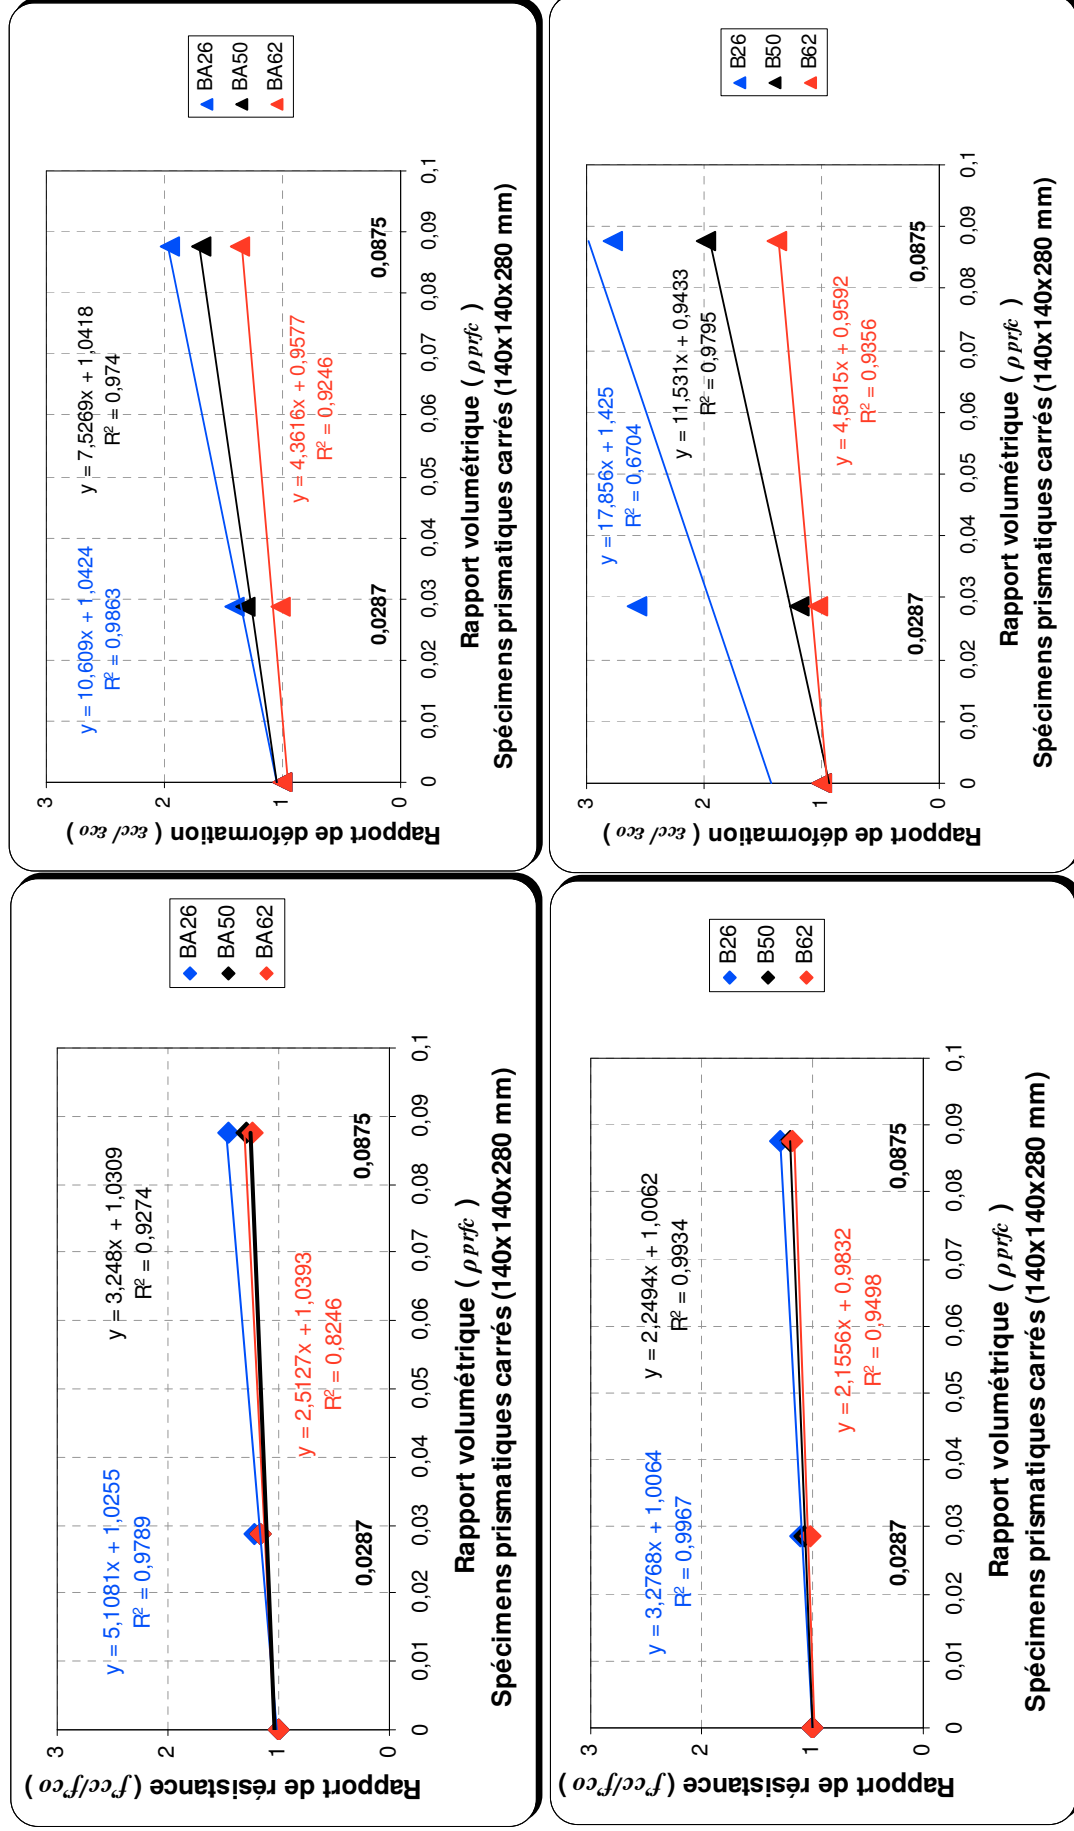 Rapport de résistance ( f'cc/f'co )
y = 5,1081x + 1,0255
R² = 0,9789
y = 3,248x + 1,0309
R² = 0,9274
y = 2,5127x + 1,0393
R² = 0,8246
3
2
1
0
0,0287
0,0875
0 0,01 0,02 0,03 0,04 0,05 0,06 0,07 0,08 0,09 0,1
Rapport volumétrique ( ρ prfc )
Spécimens prismatiques carrés (140x140x280 mm)
BA26
BA50
BA62
Rapport de déformation ( εcc/ εco )
y = 10,609x + 1,0424
R² = 0,9863
y = 7,5269x + 1,0418
R² = 0,974
y = 4,3616x + 0,9577
R² = 0,9246
3
2
1
0
0,0287
0,0875
0 0,01 0,02 0,03 0,04 0,05 0,06 0,07 0,08 0,09 0,1
Rapport volumétrique ( ρ prfc )
Spécimens prismatiques carrés (140x140x280 mm)
BA26
BA50
BA62
Rapport de résistance ( f'cc/f'co )
y = 3,2768x + 1,0064
R² = 0,9967
y = 2,2494x + 1,0062
R² = 0,9934
y = 2,1556x + 0,9832
R² = 0,9498
3
2
1
0
0,0287
0,0875
0 0,01 0,02 0,03 0,04 0,05 0,06 0,07 0,08 0,09 0,1
Rapport volumétrique ( ρ prfc )
Spécimens prismatiques carrés (140x140x280 mm)
B26
B50
B62
Rapport de déformation ( εcc/ εco )
y = 17,856x + 1,425
R² = 0,6704
y = 11,531x + 0,9433
R² = 0,9795
y = 4,5815x + 0,9592
R² = 0,9356
3
2
1
0
0,0287
0,0875
0 0,01 0,02 0,03 0,04 0,05 0,06 0,07 0,08 0,09 0,1
Rapport volumétrique ( ρ prfc )
Spécimens prismatiques carrés (140x140x280 mm)
B26
B50
B62